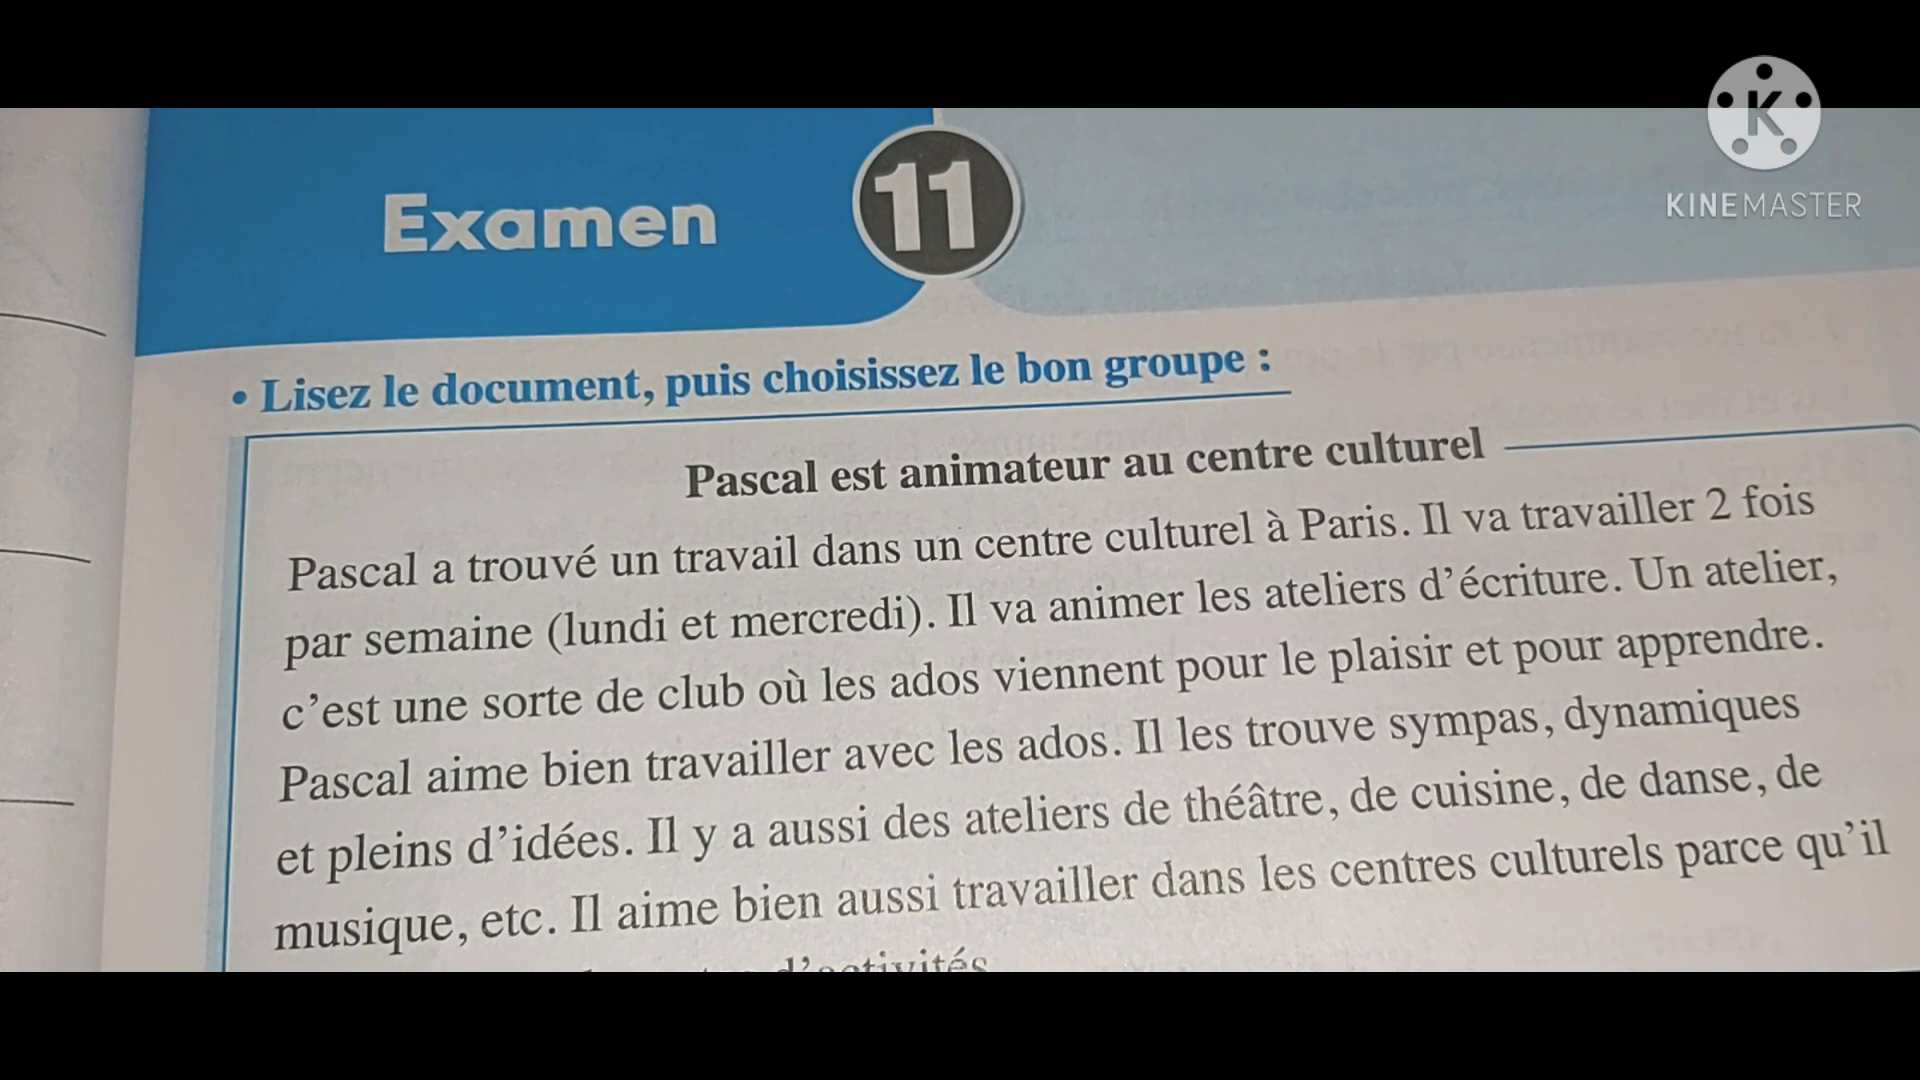 K
KINEMASTER
Examen 11
• Lisez le document, puis choisissez le bon groupe :
Pascal est animateur au centre culturel
Pascal a trouvé un travail dans un centre culturel à Paris. Il va travailler 2 fois
par semaine (lundi et mercredi). Il va animer les ateliers d’écriture. Un atelier,
c’est une sorte de club où les ados viennent pour le plaisir et pour apprendre.
Pascal aime bien travailler avec les ados. Il les trouve sympas, dynamiques
et pleins d’idées. Il y a aussi des ateliers de théâtre, de cuisine, de danse, de
musique, etc. Il aime bien aussi travailler dans les centres culturels parce qu’il
d’activités